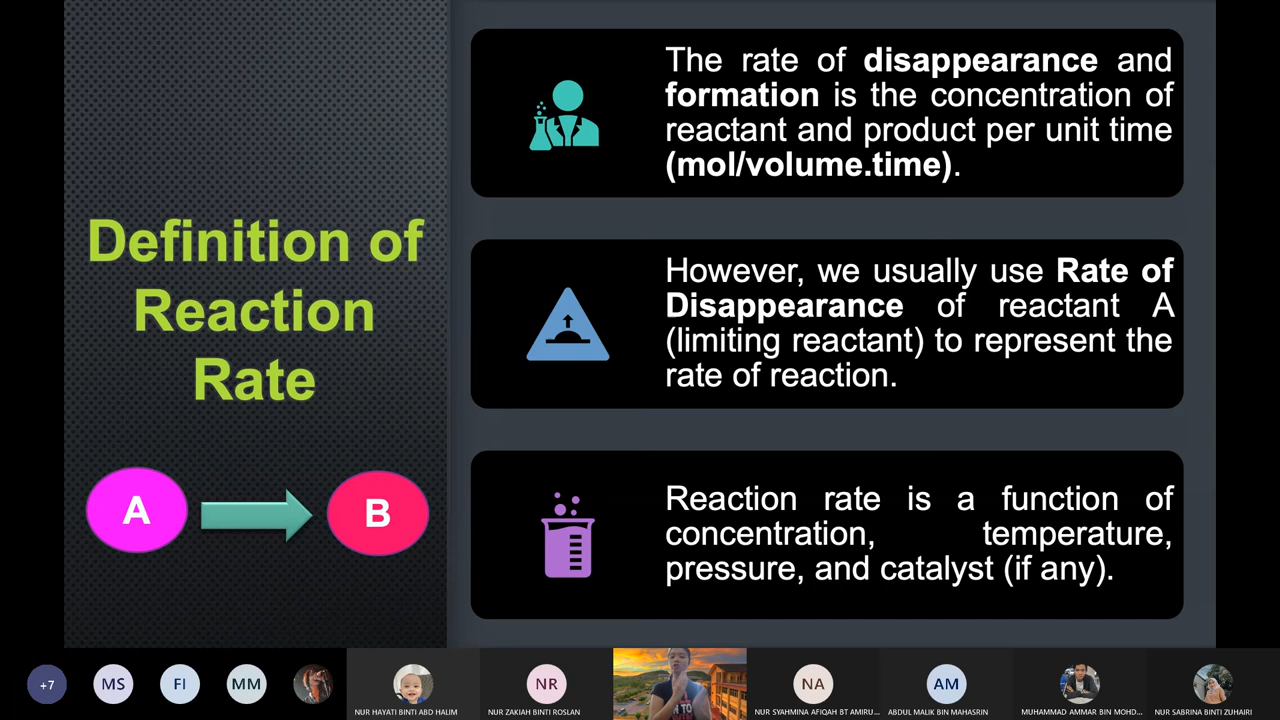 Definition of
Reaction
Rate
A
B
The rate of disappearance and
formation is the concentration of
reactant and product per unit time
(mol/volume.time).
However, we usually use Rate of
Disappearance of reactant A
(limiting reactant) to represent the
rate of reaction.
Reaction rate is a function of
concentration, temperature,
pressure, and catalyst (if any).
+7
MS
FI
MM
NUR HAYATI BINTI ABD HALIM
NR
NUR ZAKIAH BINTI ROSLAN
NA
NUR SYAHMINA AFIQAH BT AMIRU...
AM
ABDUL MALIK BIN MAHASRIN
MUHAMMAD AMMAR BIN MOHD...
NUR SABRINA BINTI ZUHAIRI